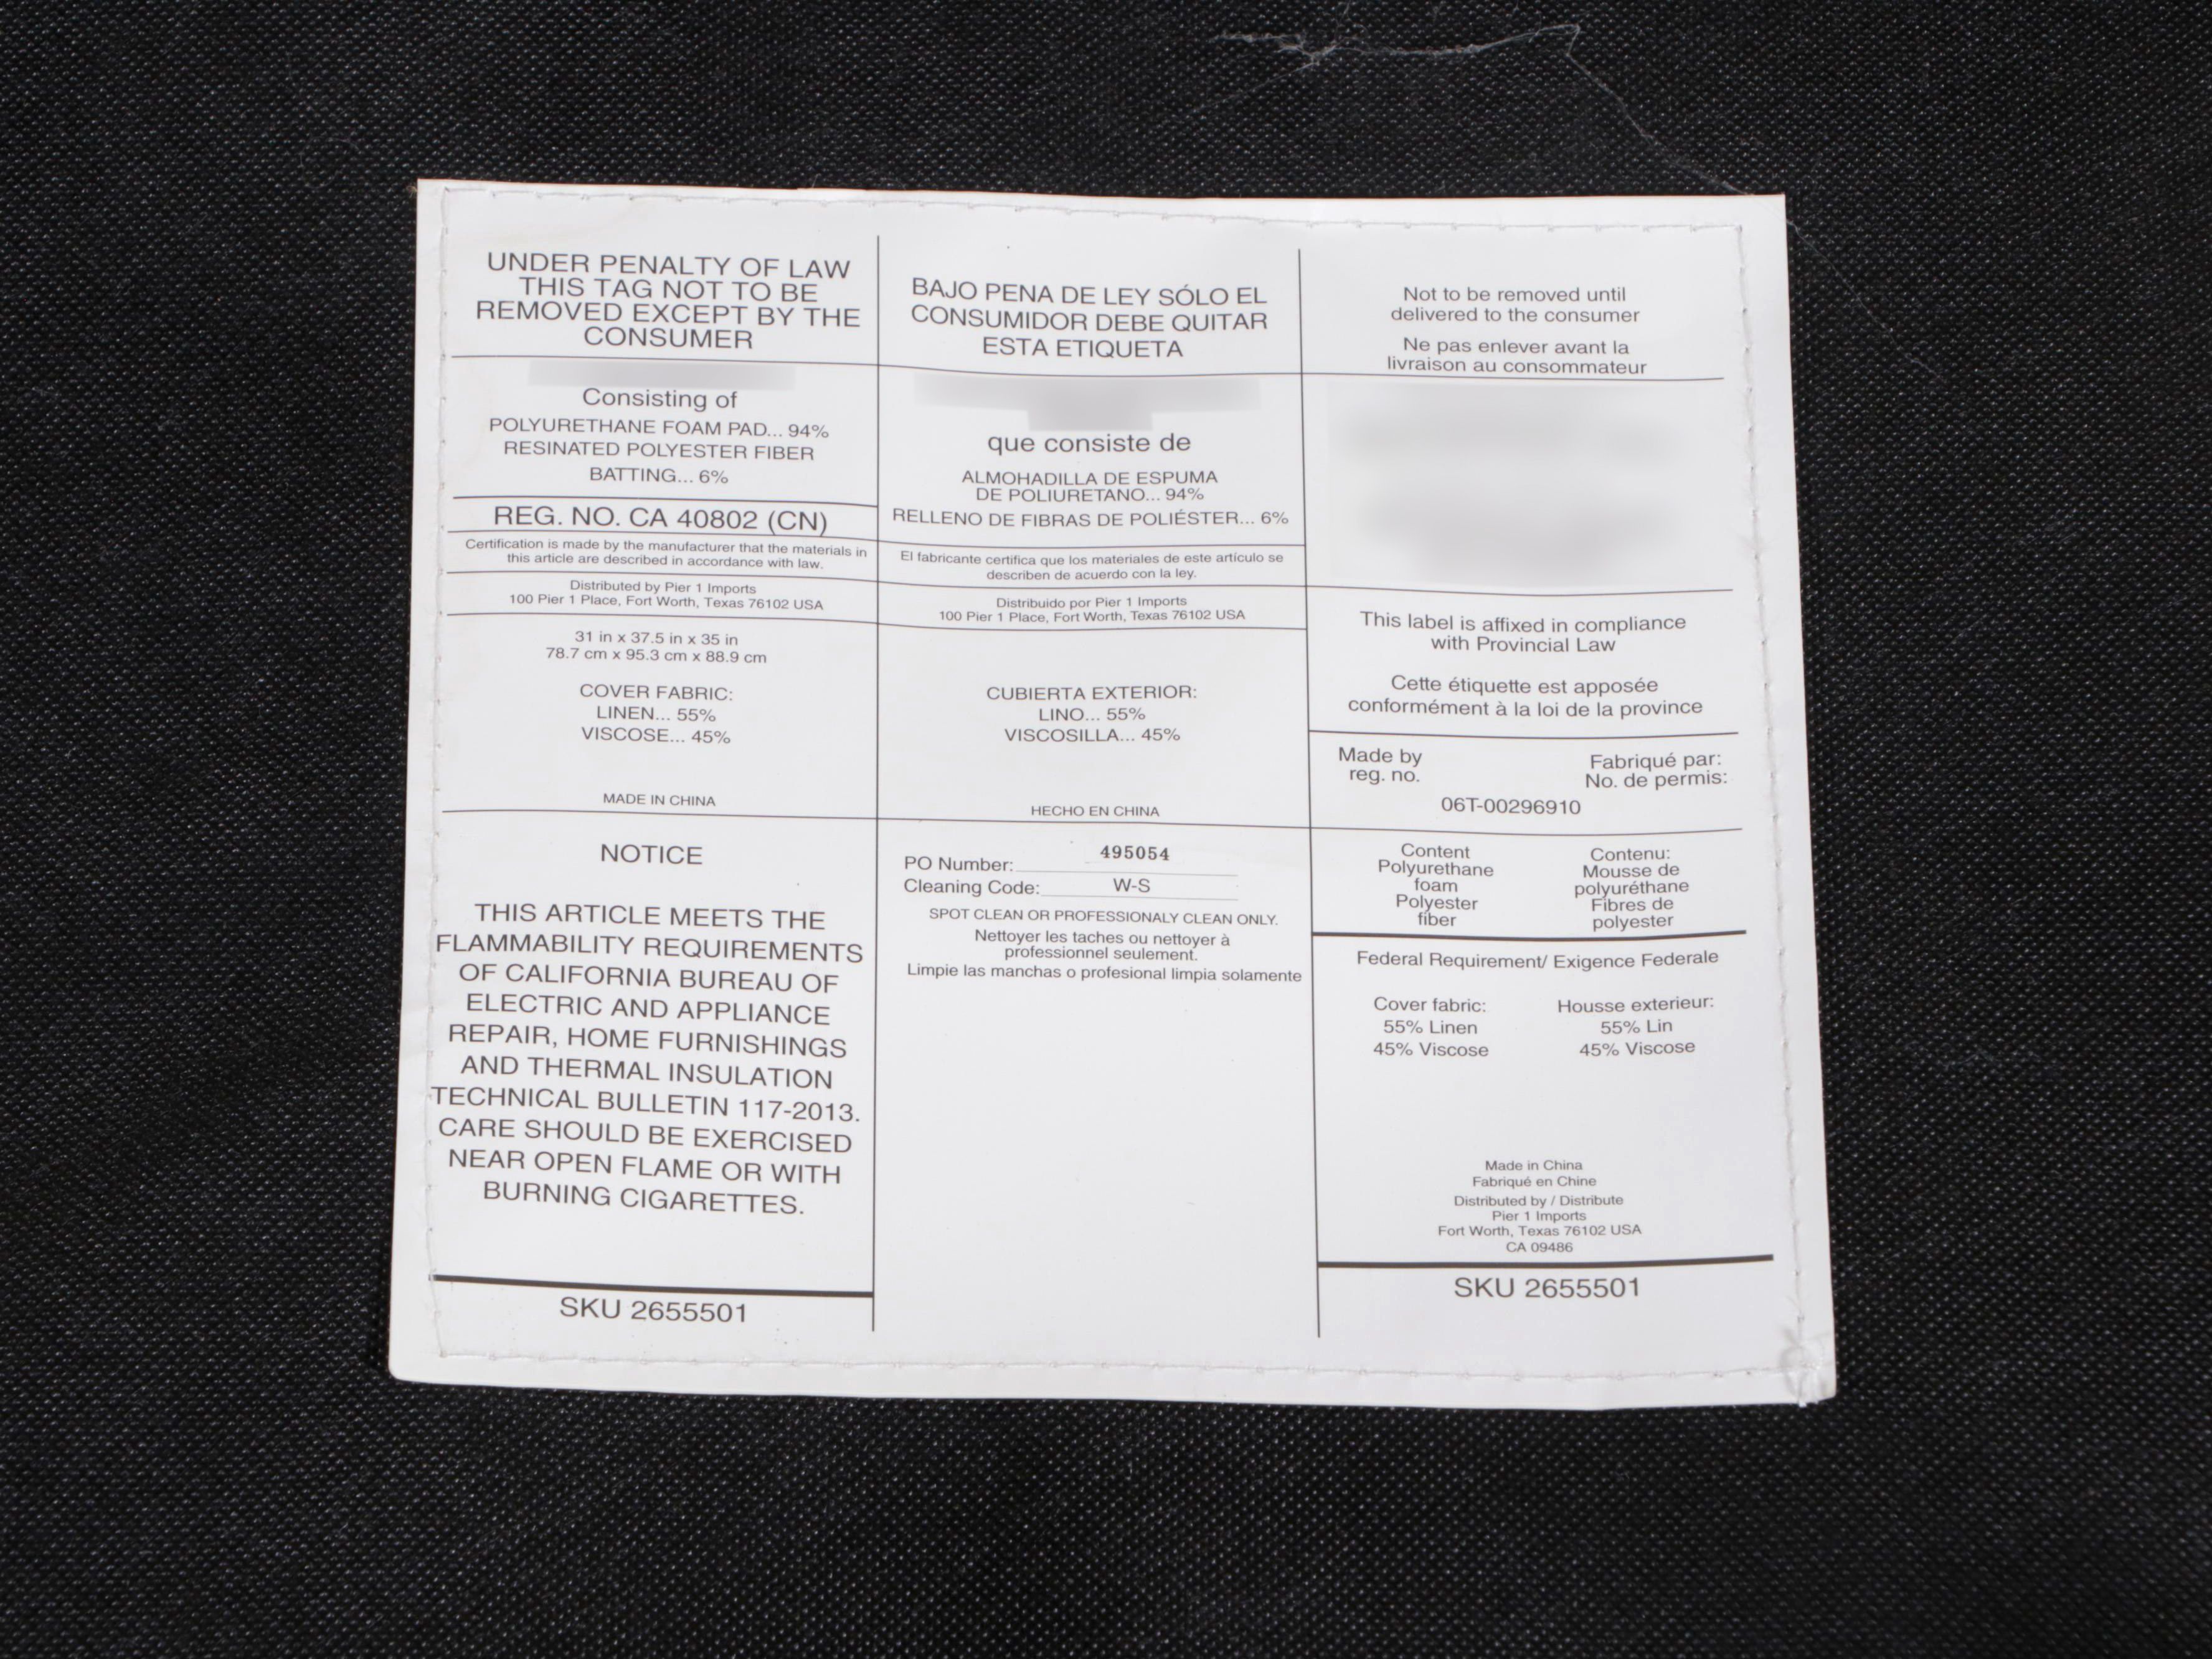 UNDER PENALTY OF LAW
THIS TAG NOT TO BE
REMOVED EXCEPT BY THE
CONSUMER
Consisting of
POLYURETHANE FOAM PAD... 94%
RESINATED POLYESTER FIBER
BATTING... 6%
REG. NO. CA 40802 (CN)
Certification is made by the manufacturer that the materials in
this article are described in accordance with law.
Distributed by Pier 1 Imports
100 Pier 1 Place, Fort Worth, Texas 76102 USA
31 in x 37.5 in x 35 in
78.7 cm x 95.3 cm x 88.9 cm
COVER FABRIC:
LINEN... 55%
VISCOSE... 45%
MADE IN CHINA
NOTICE
THIS ARTICLE MEETS THE
FLAMMABILITY REQUIREMENTS
OF CALIFORNIA BUREAU OF
ELECTRIC AND APPLIANCE
REPAIR, HOME FURNISHINGS
AND THERMAL INSULATION
TECHNICAL BULLETIN 117-2013.
CARE SHOULD BE EXERCISED
NEAR OPEN FLAME OR WITH
BURNING CIGARETTES.
SKU 2655501
BAJO PENA DE LEY SÓLO EL
CONSUMIDOR DEBE QUITAR
ESTA ETIQUETA
que consiste de
ALMOHADILLA DE ESPUMA
DE POLIURETANO... 94%
RELLENO DE FIBRAS DE POLIÉSTER... 6%
El fabricante certifica que los materiales de este artículo se
describen de acuerdo con la ley.
Distribuido por Pier 1 Imports
100 Pier 1 Place, Fort Worth, Texas 76102 USA
CUBIERTA EXTERIOR:
LINO... 55%
VISCOSILLA... 45%
HECHO EN CHINA
PO Number: 495054
Cleaning Code: W-S
SPOT CLEAN OR PROFESSIONALY CLEAN ONLY.
Nettoyer les taches ou nettoyer à
professionnel seulement.
Limpie las manchas o profesional limpia solamente
Not to be removed until
delivered to the consumer
Ne pas enlever avant la
livraison au consommateur
This label is affixed in compliance
with Provincial Law
Cette étiquette est apposée
conformément à la loi de la province
Made by
reg. no.
Fabriqué par:
No. de permis:
06T-00296910
Content
Polyurethane
foam
Polyester
fiber
Contenu:
Mousse de
polyuréthane
Fibres de
polyester
Federal Requirement/ Exigence Federale
Cover fabric:
55% Linen
45% Viscose
Housse exterieur:
55% Lin
45% Viscose
Made in China
Fabriqué en Chine
Distributed by / Distribute
Pier 1 Imports
Fort Worth, Texas 76102 USA
CA 09486
SKU 2655501